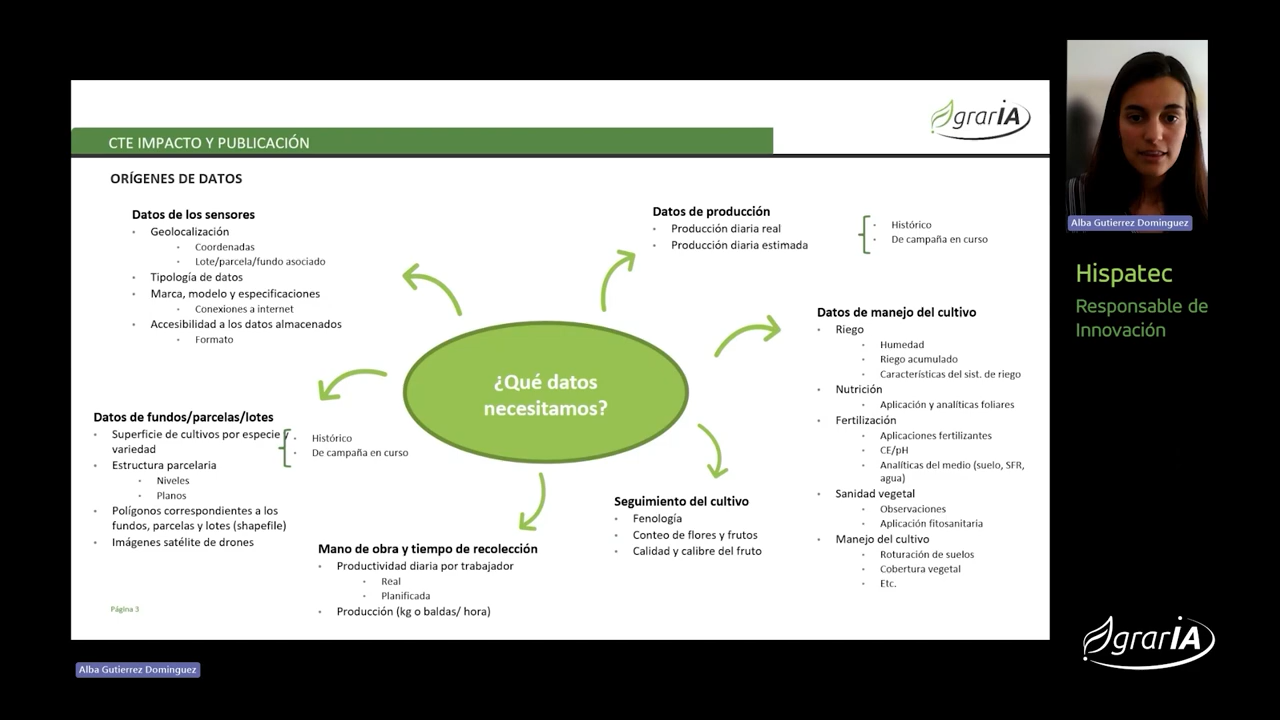 CTE IMPACTO Y PUBLICACIÓN
AgrarIA
ORÍGENES DE DATOS
Datos de los sensores
Geolocalización
Coordenadas
Lote/parcela/fundo asociado
Tipología de datos
Marca, modelo y especificaciones
Conexiones a internet
Accesibilidad a los datos almacenados
Formato
Datos de producción
Producción diaria real
Producción diaria estimada
Histórico
De campaña en curso
¿Qué datos
necesitamos?
Datos de manejo del cultivo
Riego
Humedad
Riego acumulado
Características del sist. de riego
Nutrición
Aplicación y analíticas foliares
Fertilización
Aplicaciones fertilizantes
CE/pH
Analíticas del medio (suelo, SFR,
agua)
Sanidad vegetal
Observaciones
Aplicación fitosanitaria
Manejo del cultivo
Roturación de suelos
Cobertura vegetal
Etc.
Datos de fundos/parcelas/lotes
Superficie de cultivos por especie y
variedad
Histórico
De campaña en curso
Estructura parcelaria
Niveles
Planos
Polígonos correspondientes a los
fundos, parcelas y lotes (shapefile)
Imágenes satélite de drones
Seguimiento del cultivo
Fenología
Conteo de flores y frutos
Calidad y calibre del fruto
Mano de obra y tiempo de recolección
Productividad diaria por trabajador
Real
Planificada
Producción (kg o baldas/ hora)
Página 3
Alba Gutierrez Dominguez
Hispatec
Responsable de
Innovación
AgrarIA
Alba Gutierrez Dominguez